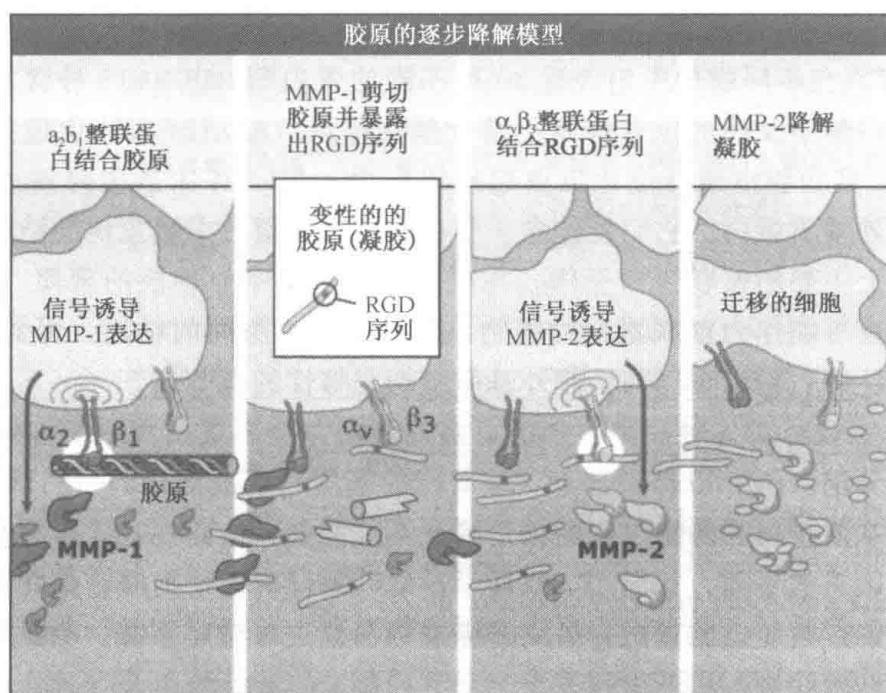 胶原的逐步降解模型
a₂b₁整联蛋
白结合胶原
MMP-1剪切
胶原并暴露
出RGD序列
αᵥβ₃整联蛋白
结合RGD序列
MMP-2降解
凝胶
变性的的
胶原(凝胶)
RGD
序列
信号诱导
MMP-1表达
信号诱导
MMP-2表达
迁移的细胞
α₂
β₁
αᵥ
β₃
胶原
MMP-1
MMP-2